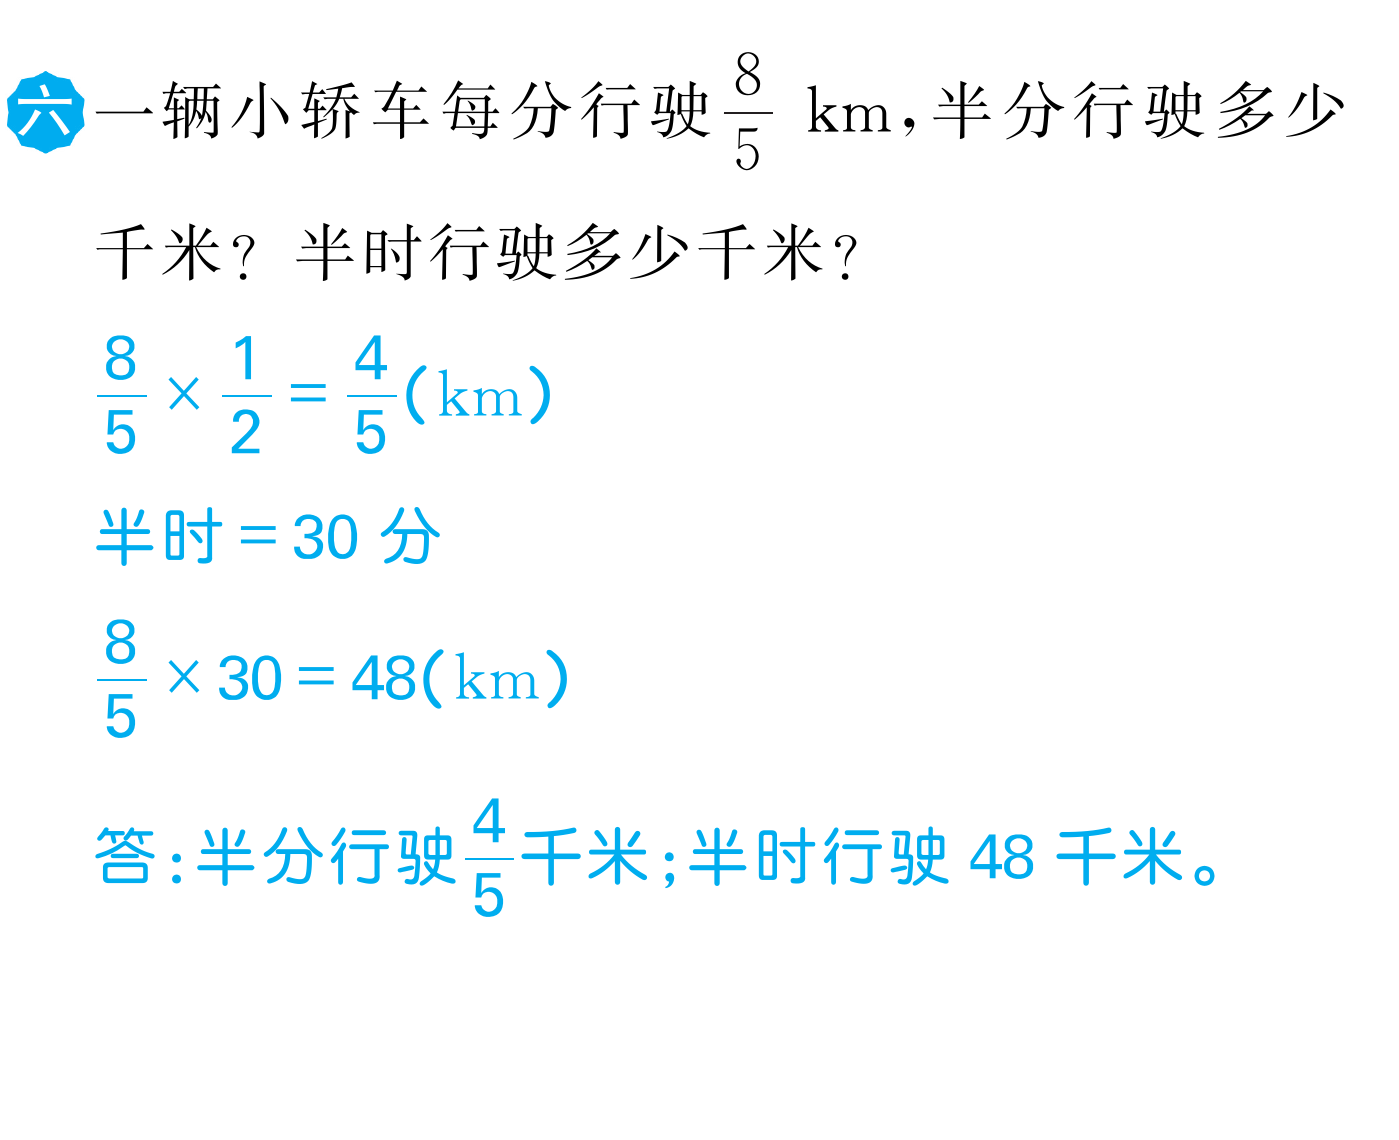 六 一辆小轿车每分行驶8/5 km,半分行驶多少
千米? 半时行驶多少千米?
8/5 × 1/2 = 4/5(km)
半时=30 分
8/5 × 30=48(km)
答:半分行驶4/5千米;半时行驶 48 千米。